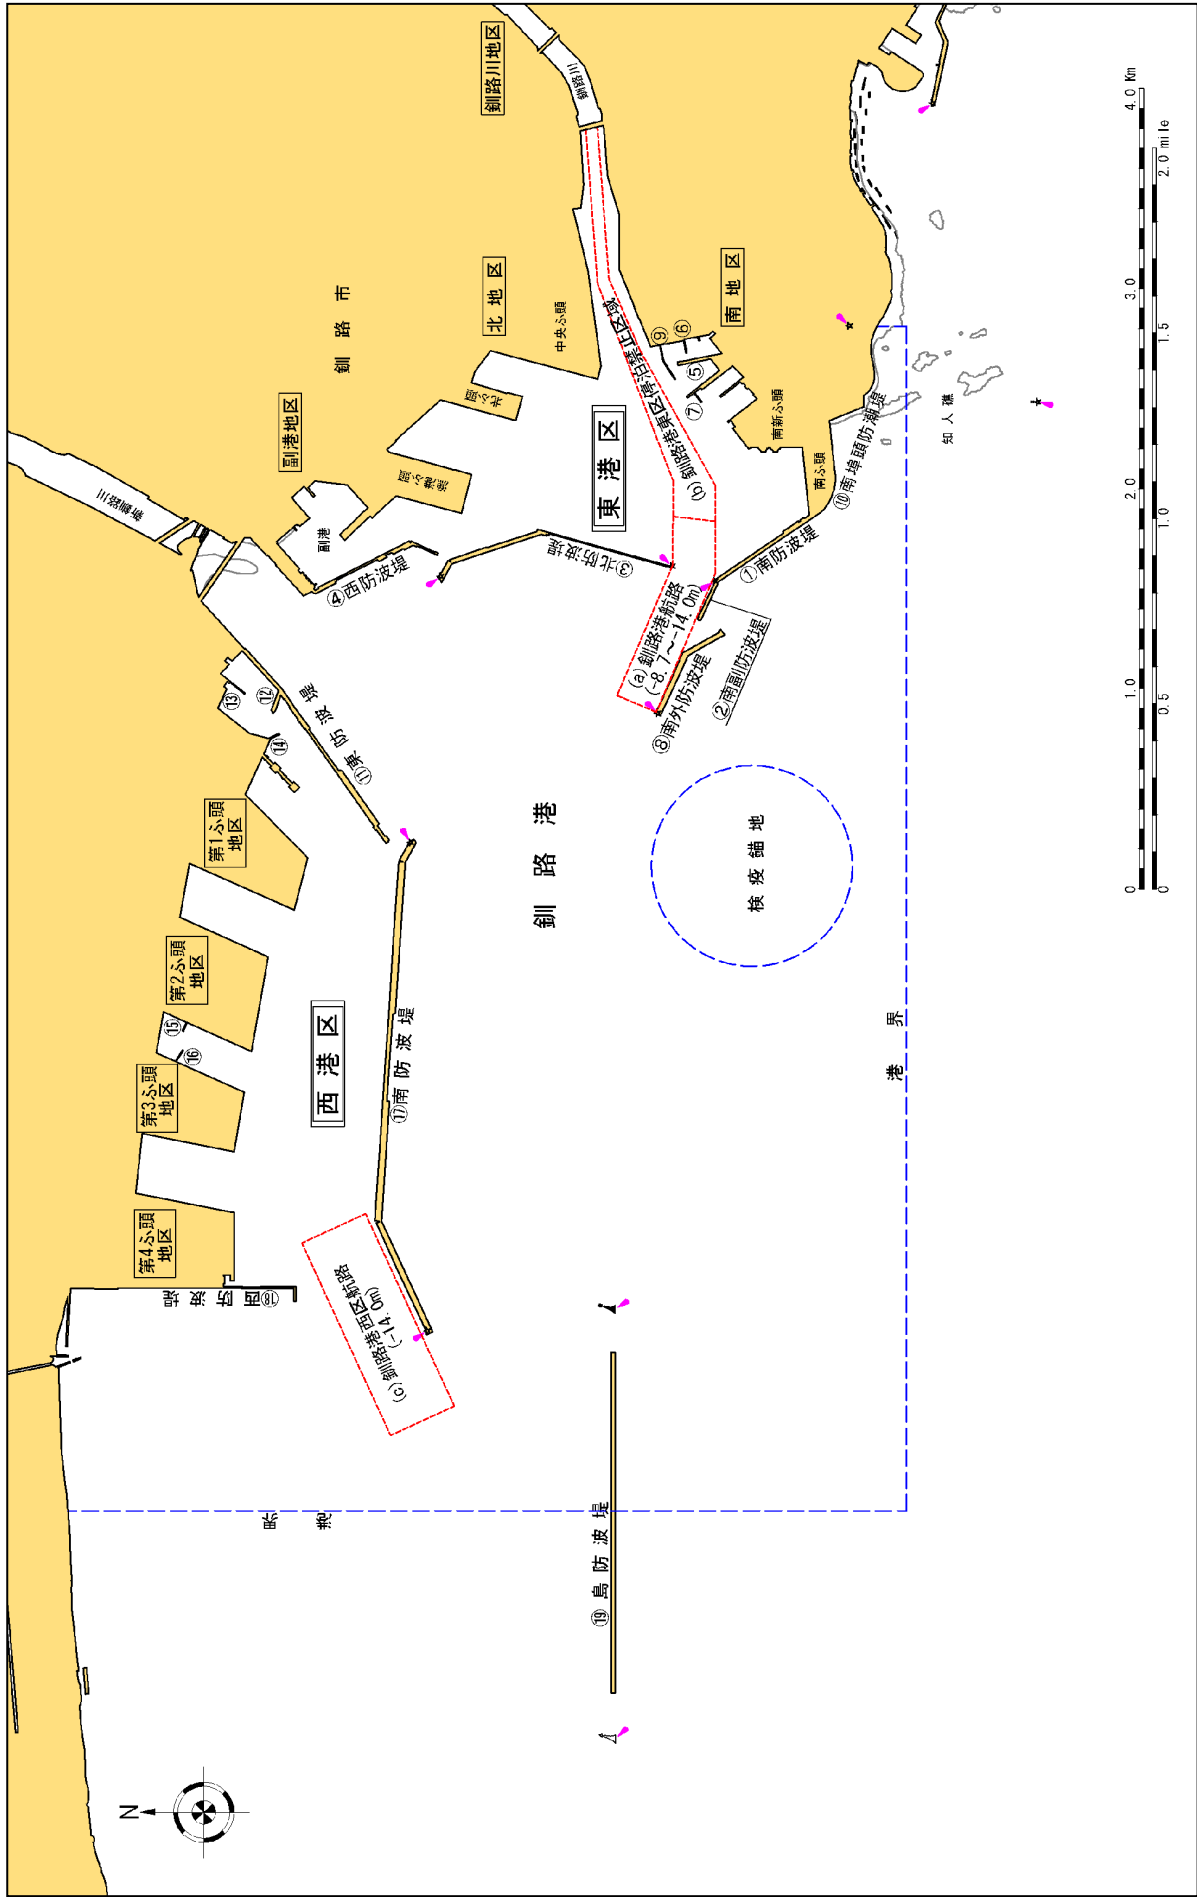 釧路川地区
釧路川
釧路市
北地区
中央ふ頭
北ふ頭
副港地区
副港
漁港ふ頭
新釧路川
④西防波堤
③北防波堤
東港区
(b)釧路港東区停泊禁止区域
南地区
⑨
⑥
⑤
⑦
南新ふ頭
南ふ頭
⑩南埠頭防潮堤
知人礁
①南防波堤
(a)釧路港航路
(-8.7～-14.0m)
②南副防波堤
⑧南外防波堤
⑬
⑫
⑭
⑪東防波堤
第1ふ頭
地区
第2ふ頭
地区
⑮
⑯
第3ふ頭
地区
第4ふ頭
地区
西港区
⑰南防波堤
⑱西防波堤
(c)釧路港西区航路
(-14.0m)
釧路港
検疫錨地
港界
港界
⑲島防波堤
N
0 1.0 2.0 3.0 4.0 Km
0 0.5 1.0 1.5 2.0 mile